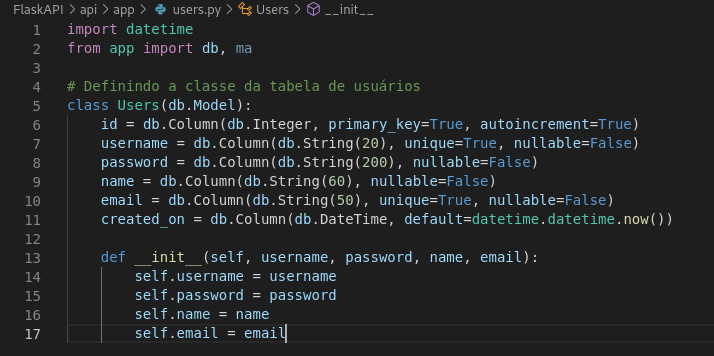 FlaskAPI > api > app > users.py > Users > __init__
1 import datetime
2 from app import db, ma
3
4 # Definindo a classe da tabela de usuários
5 class Users(db.Model):
6     id = db.Column(db.Integer, primary_key=True, autoincrement=True)
7     username = db.Column(db.String(20), unique=True, nullable=False)
8     password = db.Column(db.String(200), nullable=False)
9     name = db.Column(db.String(60), nullable=False)
10     email = db.Column(db.String(50), unique=True, nullable=False)
11     created_on = db.Column(db.DateTime, default=datetime.datetime.now())
12
13     def __init__(self, username, password, name, email):
14         self.username = username
15         self.password = password
16         self.name = name
17         self.email = email